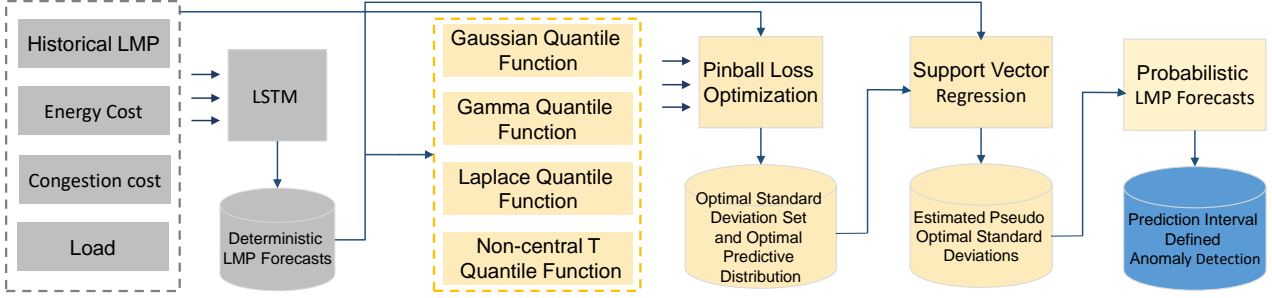 Historical LMP
Energy Cost
Congestion cost
Load
LSTM
Deterministic
LMP Forecasts
Gaussian Quantile
Function
Gamma Quantile
Function
Laplace Quantile
Function
Non-central T
Quantile Function
Pinball Loss
Optimization
Optimal Standard
Deviation Set
and Optimal
Predictive
Distribution
Support Vector
Regression
Estimated Pseudo
Optimal Standard
Deviations
Probabilistic
LMP Forecasts
Prediction Interval
Defined
Anomaly Detection